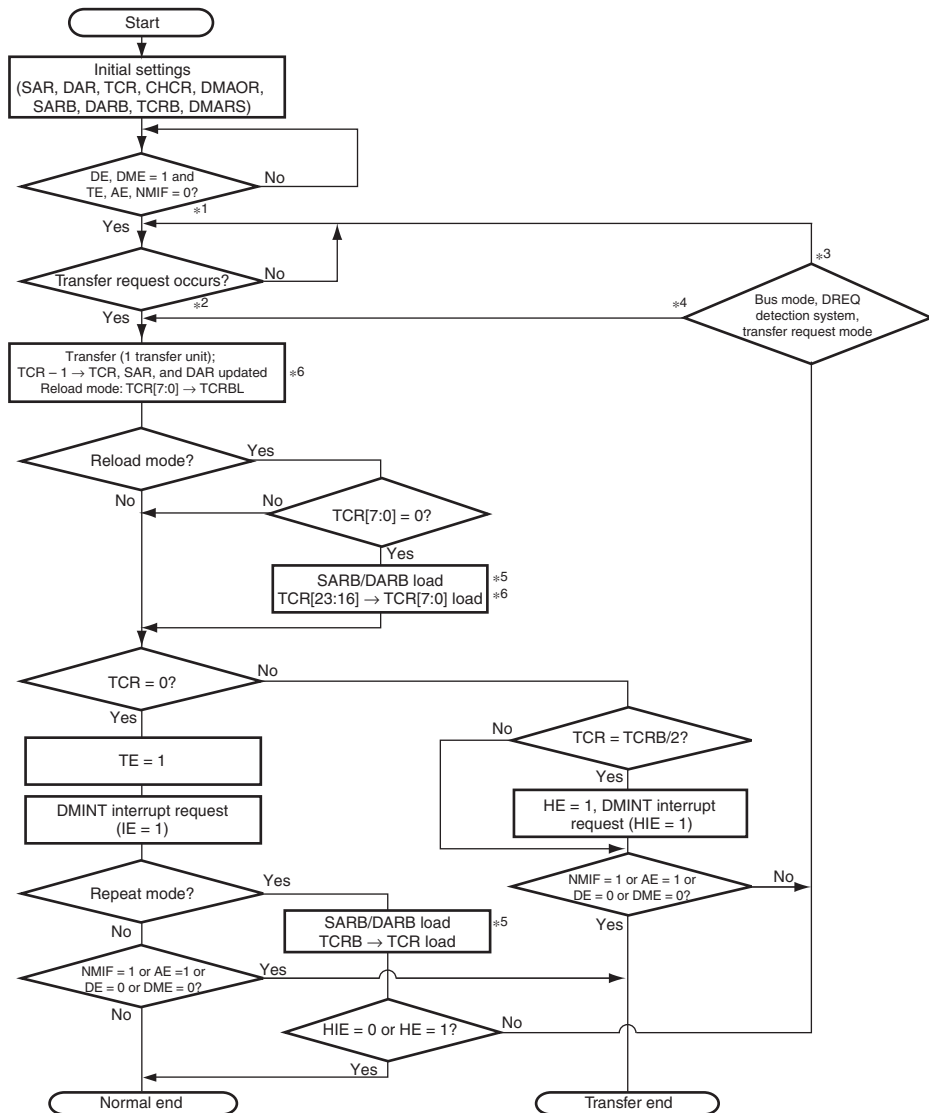 Start
Initial settings
(SAR, DAR, TCR, CHCR, DMAOR,
SARB, DARB, TCRB, DMARS)
DE, DME = 1 and
TE, AE, NMIF = 0?
No
*1
Yes
Transfer request occurs?
No
*2
Yes
*3
Bus mode, DREQ
detection system,
transfer request mode
*4
Transfer (1 transfer unit);
TCR – 1 → TCR, SAR, and DAR updated
Reload mode: TCR[7:0] → TCRBL
*6
Reload mode?
Yes
No
TCR[7:0] = 0?
No
Yes
SARB/DARB load
TCR[23:16] → TCR[7:0] load
*5
*6
TCR = 0?
No
Yes
TCR = TCRB/2?
No
Yes
TE = 1
DMINT interrupt request
(IE = 1)
HE = 1, DMINT interrupt
request (HIE = 1)
Repeat mode?
Yes
No
NMIF = 1 or AE = 1 or
DE = 0 or DME = 0?
No
Yes
SARB/DARB load
TCRB → TCR load
*5
NMIF = 1 or AE =1 or
DE = 0 or DME = 0?
Yes
No
HIE = 0 or HE = 1?
No
Yes
Normal end
Transfer end